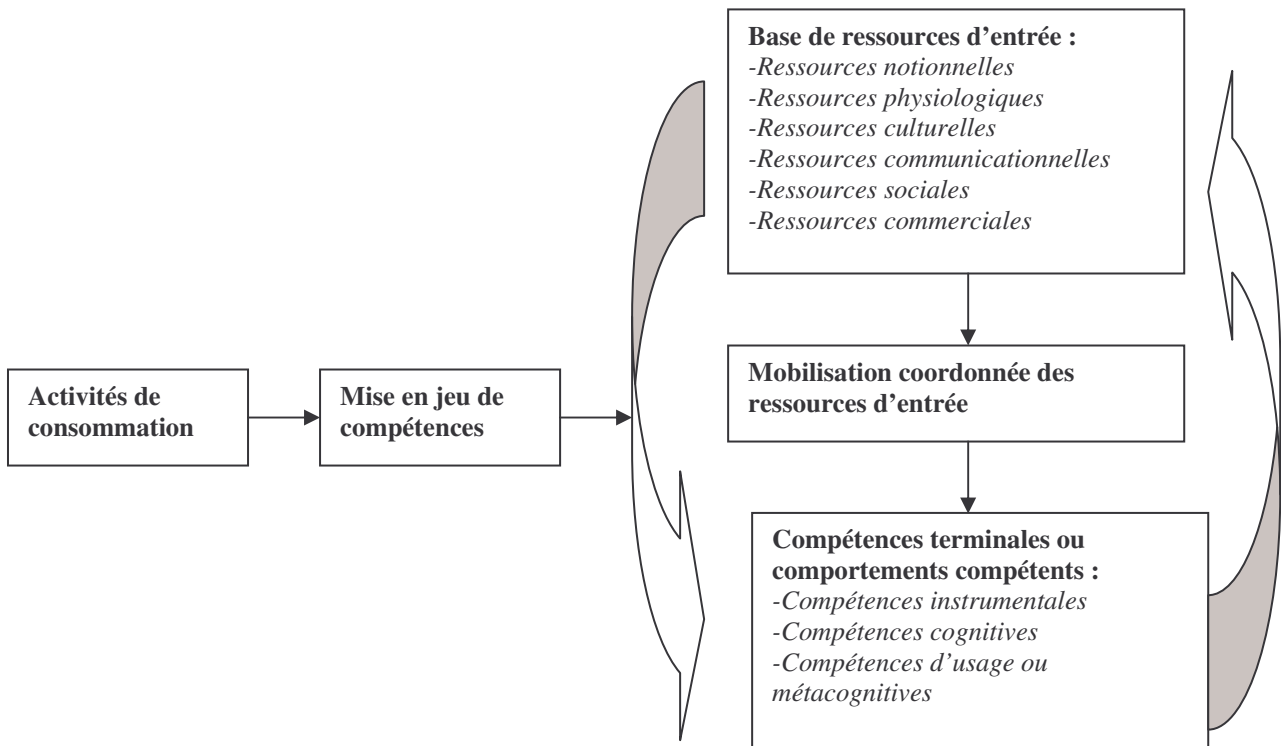 Base de ressources d’entrée :
-Ressources notionnelles
-Ressources physiologiques
-Ressources culturelles
-Ressources communicationnelles
-Ressources sociales
-Ressources commerciales
Activités de
consommation
Mise en jeu de
compétences
Mobilisation coordonnée des
ressources d’entrée
Compétences terminales ou
comportements compétents :
-Compétences instrumentales
-Compétences cognitives
-Compétences d’usage ou
métacognitives